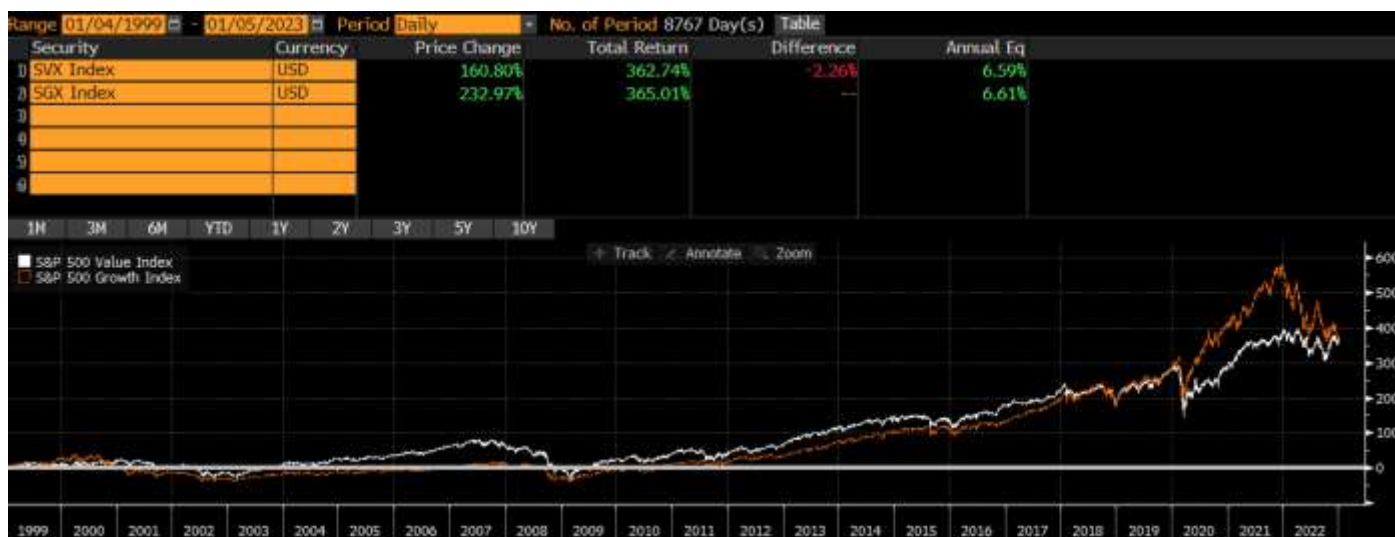 Range 01/04/1999 - 01/05/2023 Period Daily No. of Period 8767 Day(s) Table
Security Currency Price Change Total Return Difference Annual Eq
1) SVX Index USD 160.80% 362.74% -2.26% 6.59%
2) SGX Index USD 232.97% 365.01% -- 6.61%
3)
4)
5)
6)
1M 3M 6M YTD 1Y 2Y 3Y 5Y 10Y
Track Annotate Zoom
S&P 500 Value Index
S&P 500 Growth Index
600
500
400
300
200
100
0
1999 2000 2001 2002 2003 2004 2005 2006 2007 2008 2009 2010 2011 2012 2013 2014 2015 2016 2017 2018 2019 2020 2021 2022